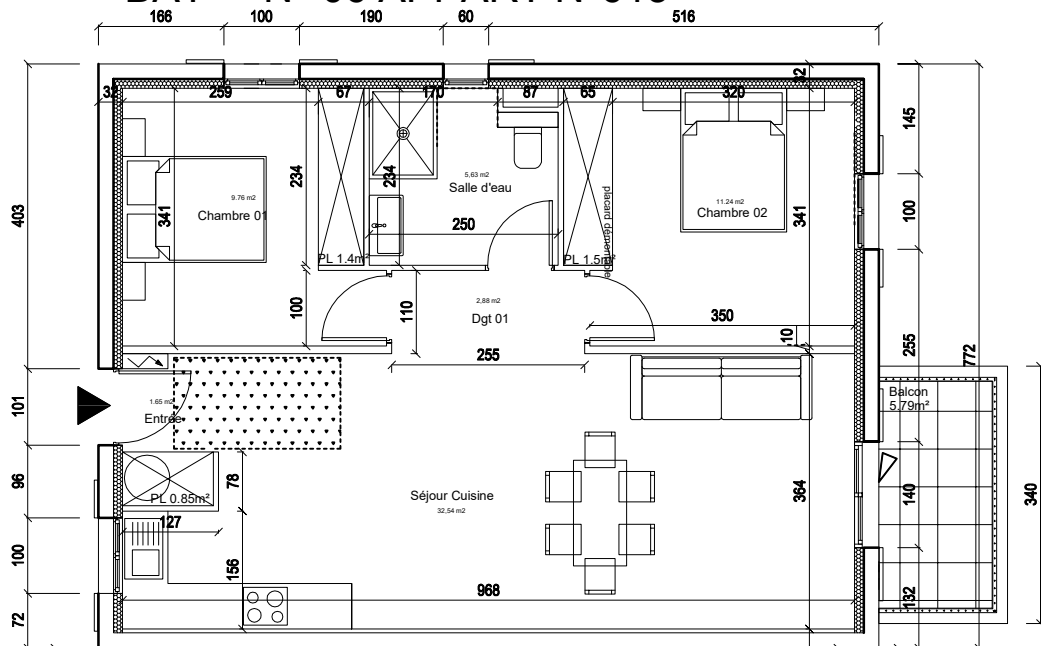 166 100 190 60 516
32 259 67 170 87 65 320 32
403 101 96 100 72
145 100 255 140 132
772
340
9.76 m2
Chambre 01
341
234
100
PL 1.4m²
5,63 m2
Salle d'eau
234
250
PL 1.5m²
placard démontable
11.24 m2
Chambre 02
341
350
10
110
2,88 m2
Dgt 01
255
1.65 m2
Entrée
PL 0.85m²
127
78
156
Séjour Cuisine
32,54 m2
364
968
Balcon
5.79m²